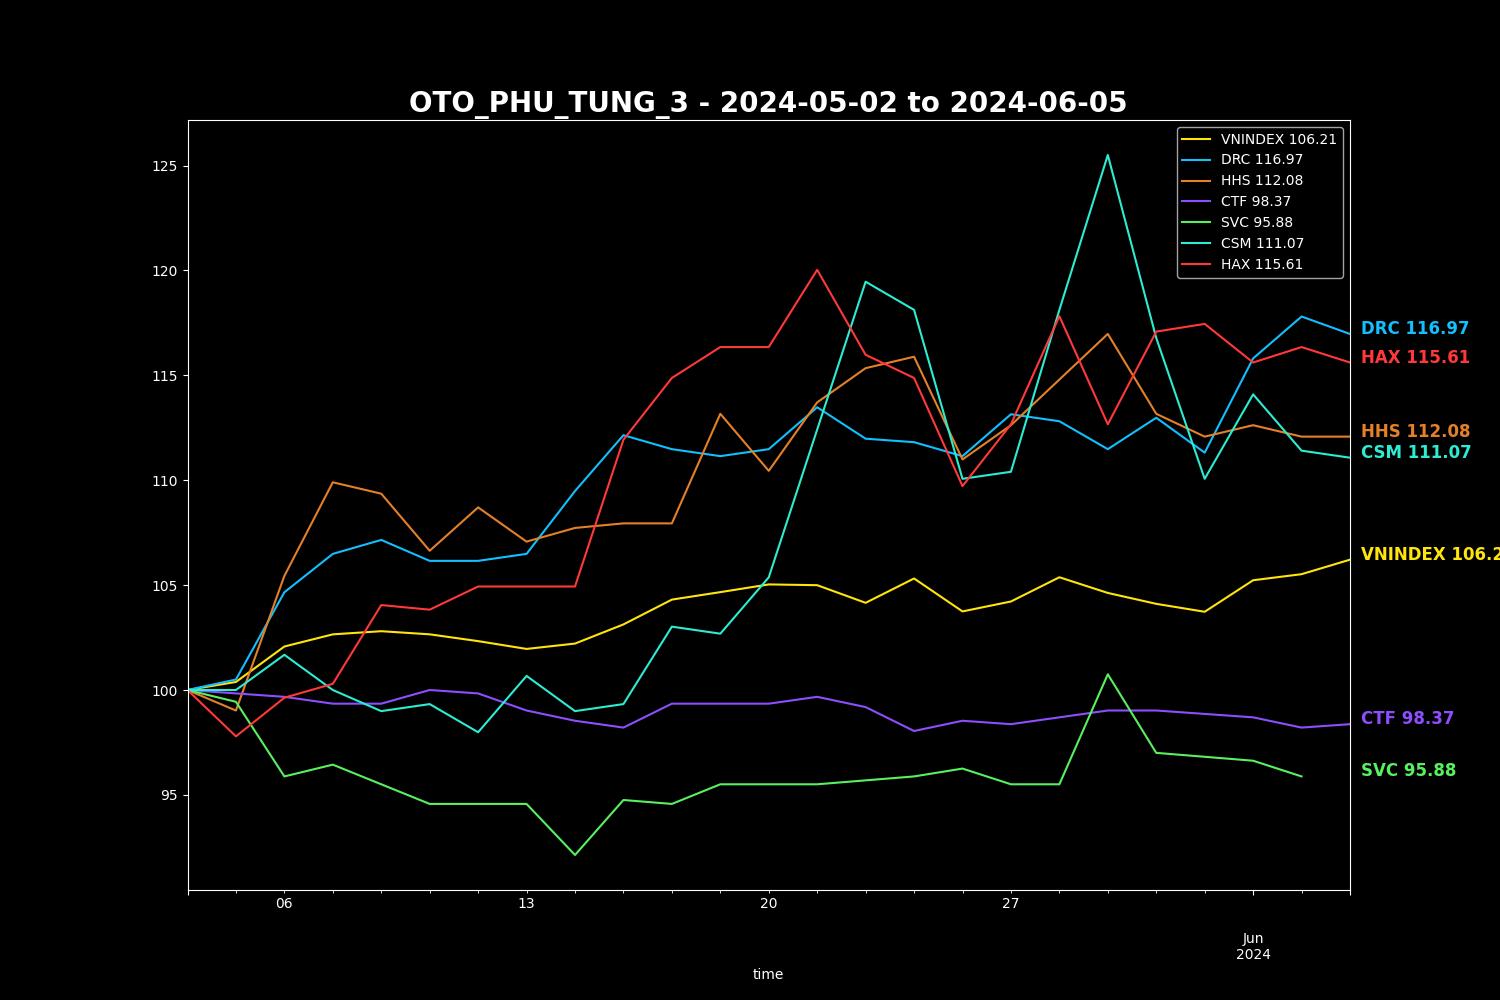 OTO_PHU_TUNG_3 - 2024-05-02 to 2024-06-05
VNINDEX 106.21
DRC 116.97
HHS 112.08
CTF 98.37
SVC 95.88
CSM 111.07
HAX 115.61
125
120
115
110
105
100
95
DRC 116.97
HAX 115.61
HHS 112.08
CSM 111.07
VNINDEX 106.2
CTF 98.37
SVC 95.88
06
13
20
27
Jun
2024
time